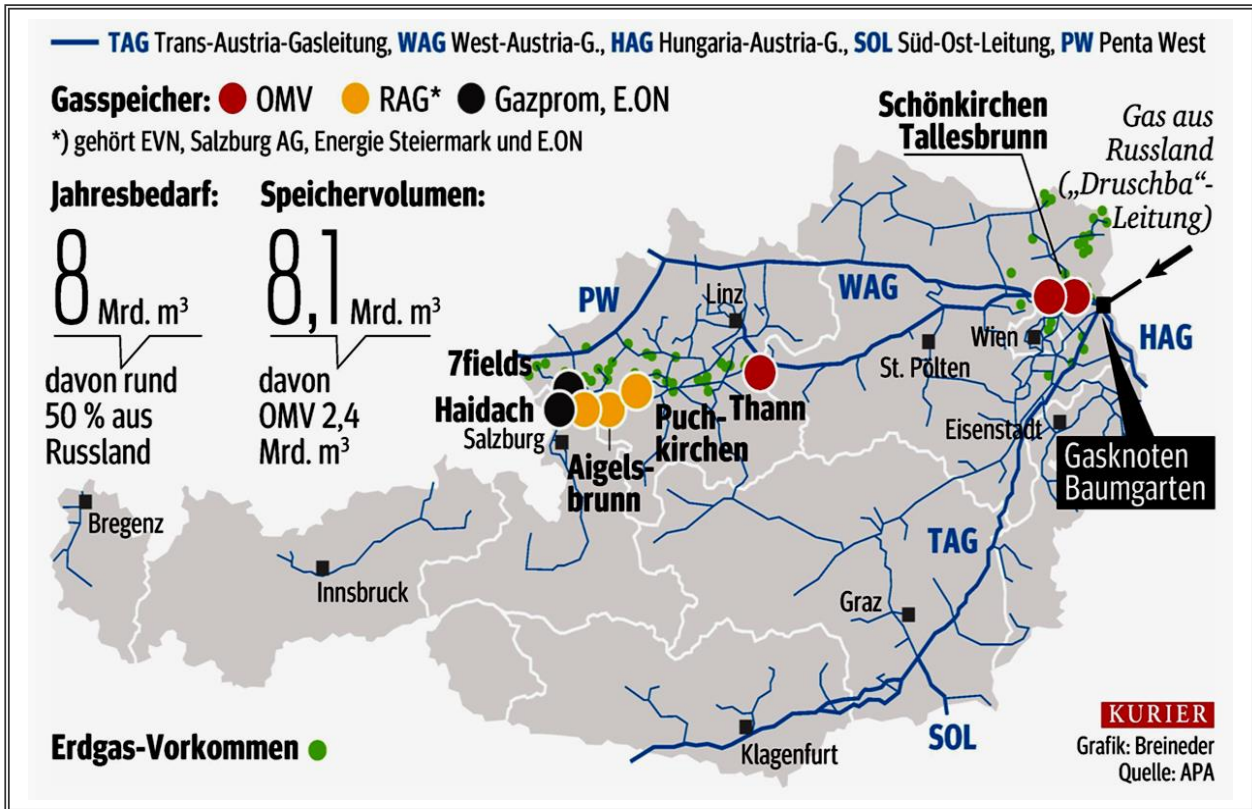 TAG Trans-Austria-Gasleitung, WAG West-Austria-G., HAG Hungaria-Austria-G., SOL Süd-Ost-Leitung, PW Penta West
Gasspeicher: OMV RAG* Gazprom, E.ON
*) gehört EVN, Salzburg AG, Energie Steiermark und E.ON
Jahresbedarf:
8 Mrd. m³
davon rund
50 % aus
Russland
Speichervolumen:
8,1 Mrd. m³
davon
OMV 2,4
Mrd. m³
Schönkirchen
Tallesbrunn
Gas aus
Russland
(„Druschba“-
Leitung)
PW
Linz
WAG
Wien
HAG
St. Pölten
7fields
Haidach
Salzburg
Aigels-
brunn
Puch-
kirchen
Thann
Eisenstadt
Gasknoten
Baumgarten
Bregenz
Innsbruck
TAG
Graz
SOL
Klagenfurt
Erdgas-Vorkommen
KURIER
Grafik: Breineder
Quelle: APA